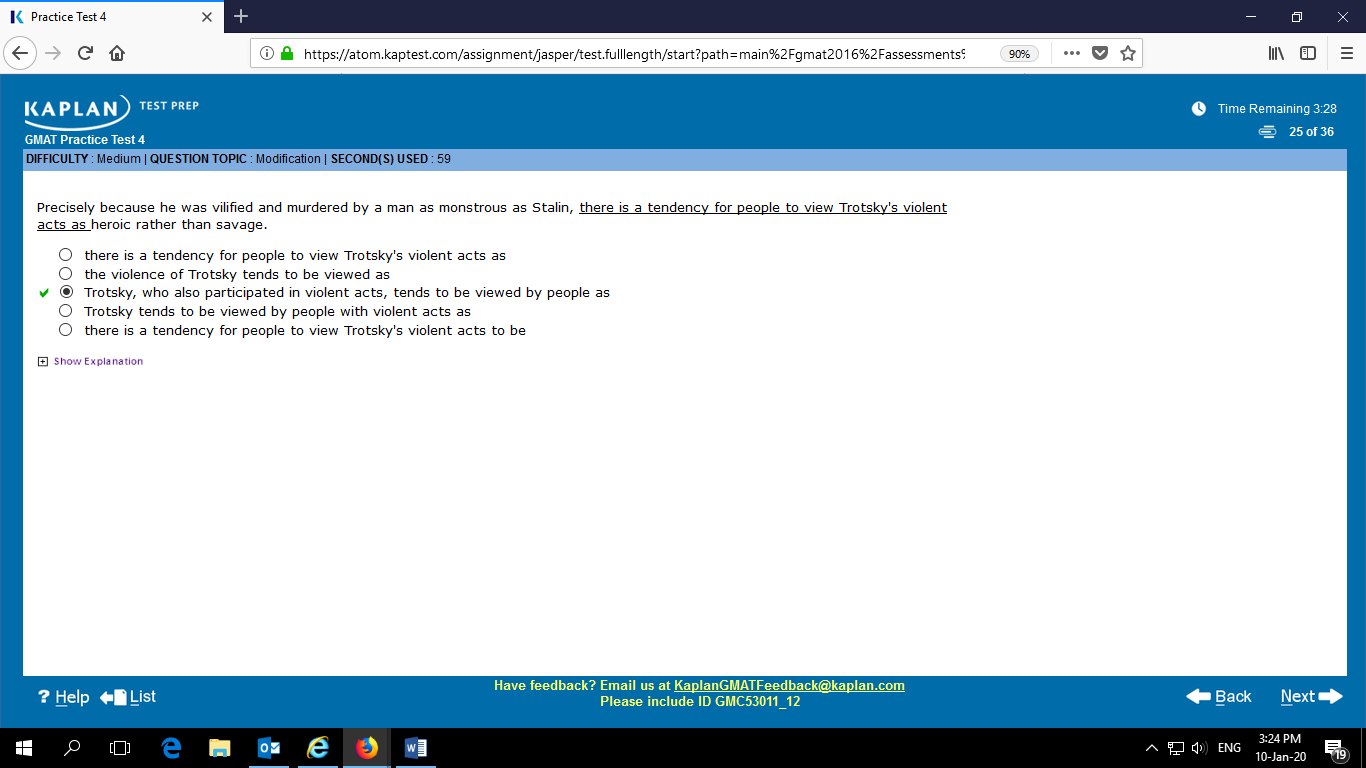 Practice Test 4
https://atom.kaptest.com/assignment/jasper/test.fulllength/start?path=main%2Fgmat2016%2Fassessments%
90%
KAPLAN TEST PREP
GMAT Practice Test 4
Time Remaining 3:28
25 of 36
DIFFICULTY : Medium | QUESTION TOPIC : Modification | SECOND(S) USED : 59
Precisely because he was vilified and murdered by a man as monstrous as Stalin, there is a tendency for people to view Trotsky's violent
acts as heroic rather than savage.
there is a tendency for people to view Trotsky's violent acts as
the violence of Trotsky tends to be viewed as
Trotsky, who also participated in violent acts, tends to be viewed by people as
Trotsky tends to be viewed by people with violent acts as
there is a tendency for people to view Trotsky's violent acts to be
Show Explanation
? Help
List
Have feedback? Email us at KaplanGMATFeedback@kaplan.com
Please include ID GMC53011_12
Back
Next
ENG
3:24 PM
10-Jan-20
19